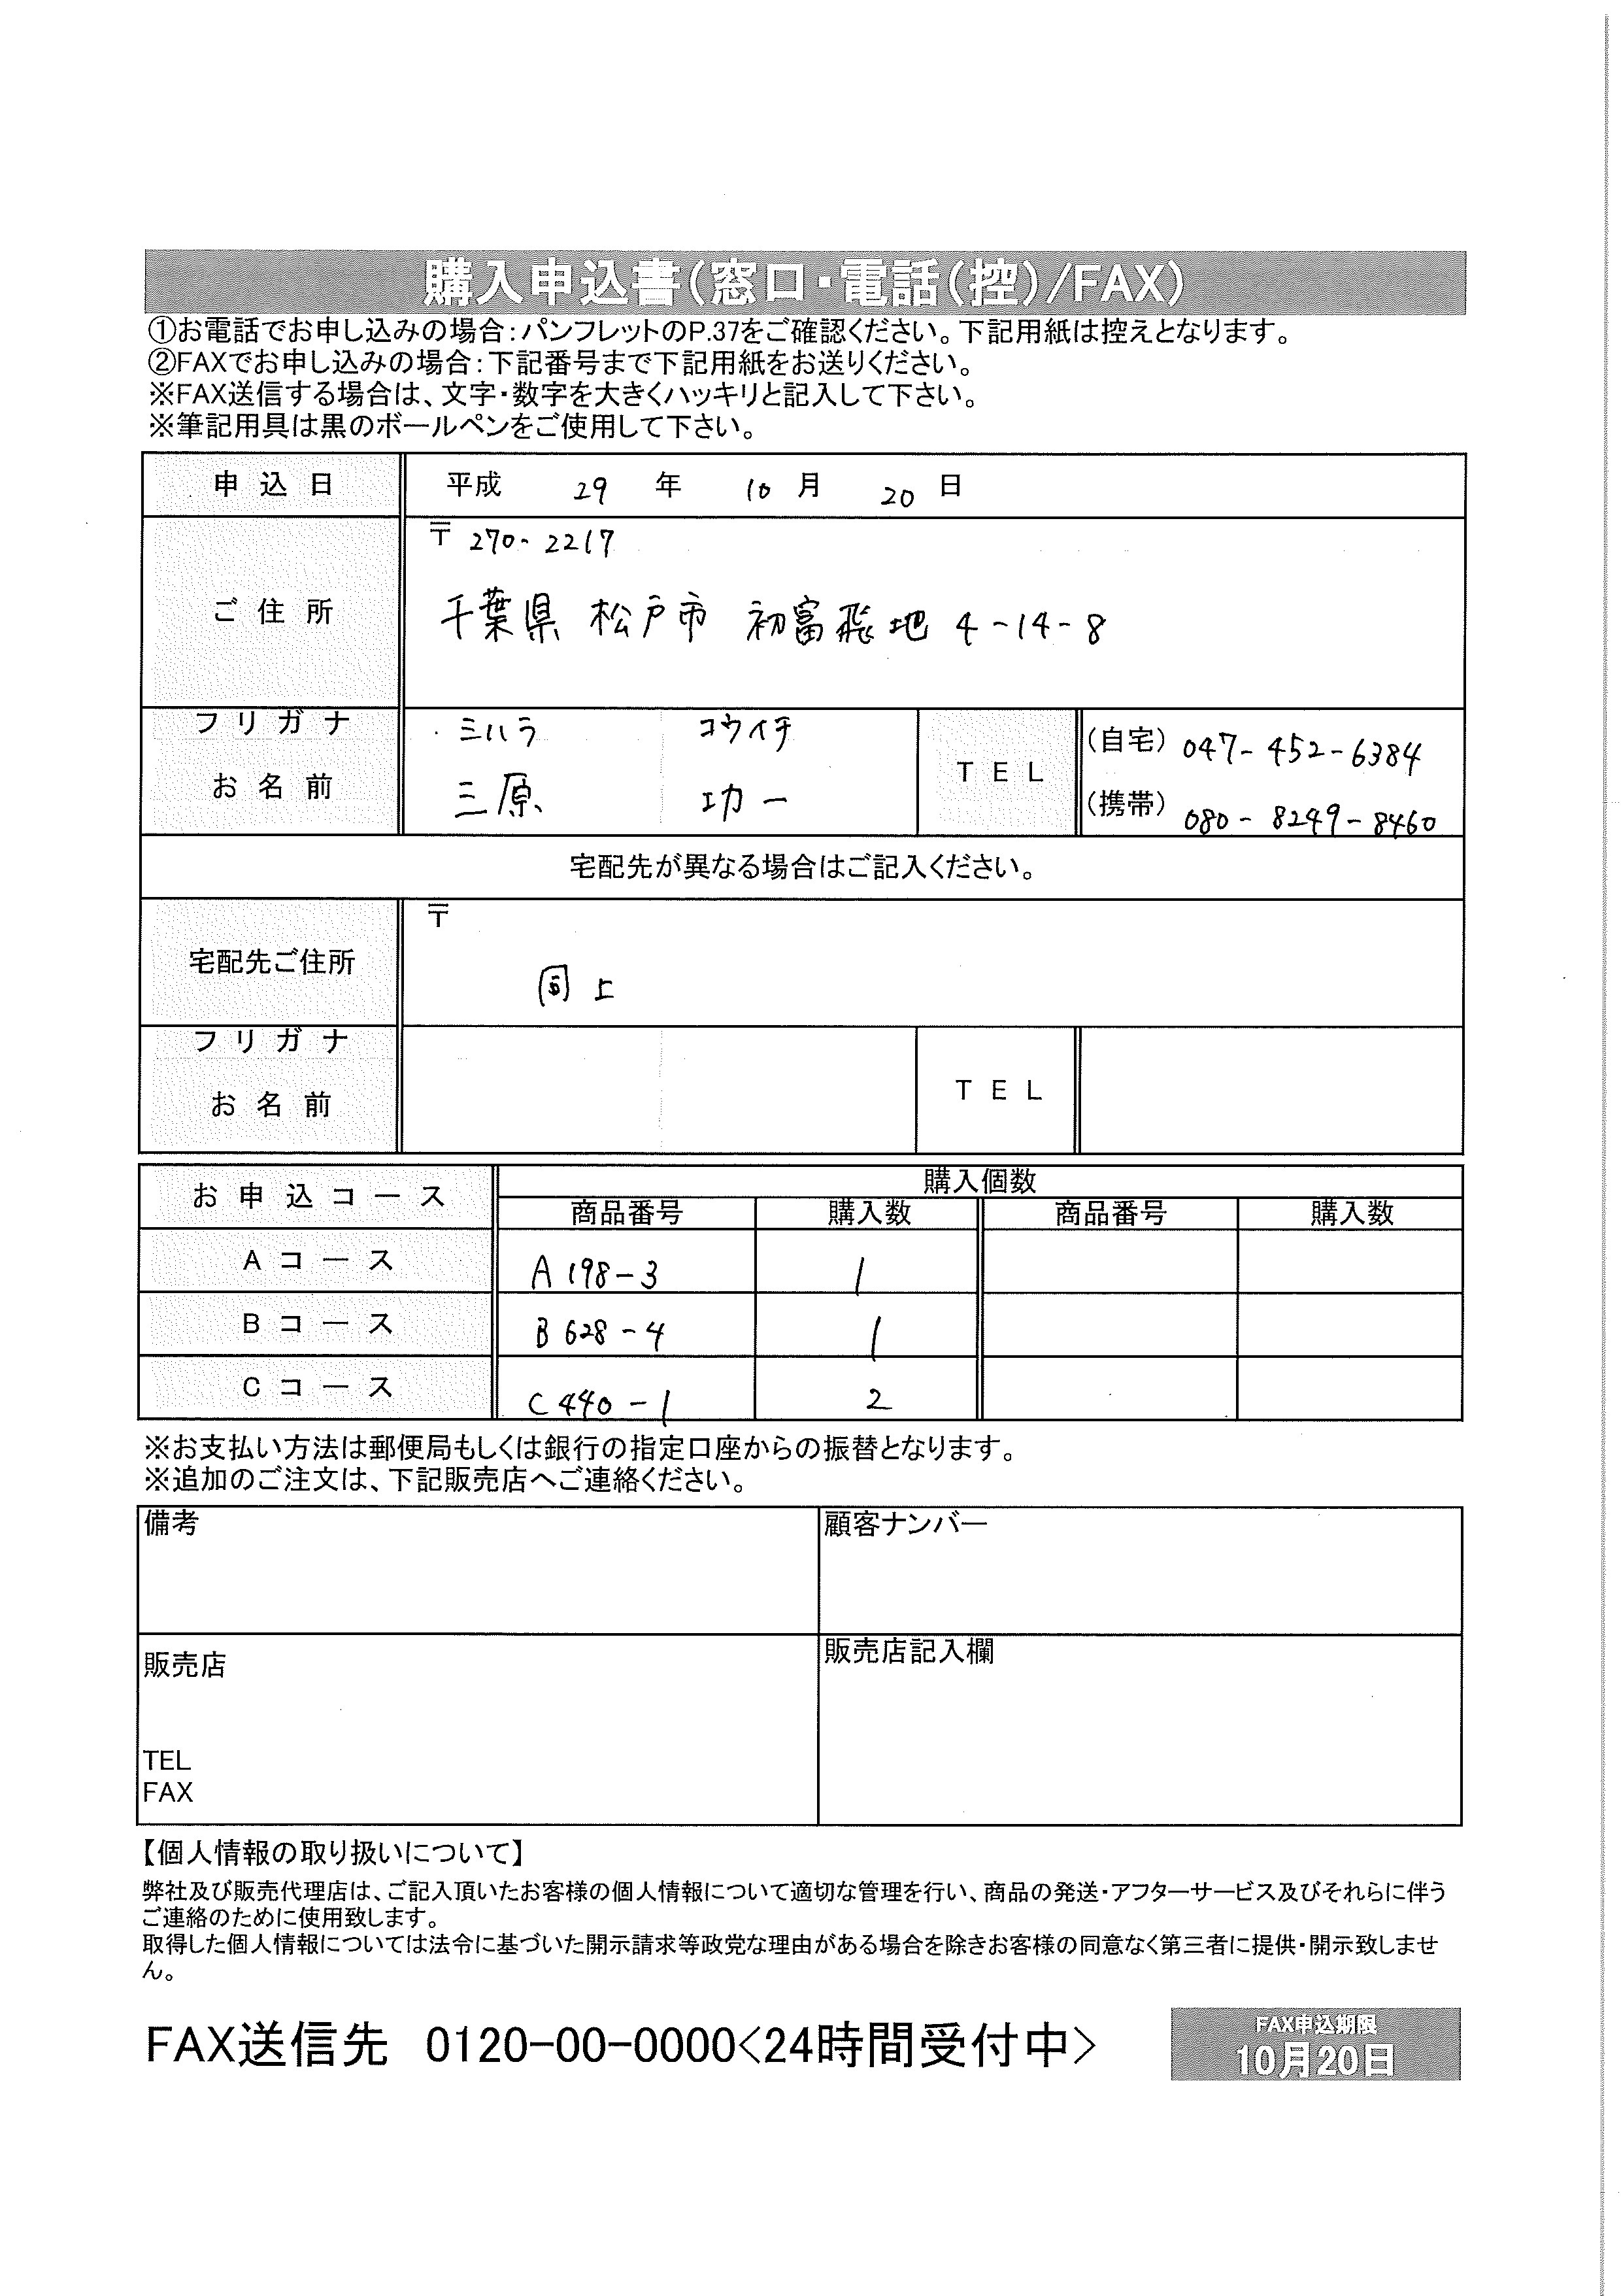 購入申込書(窓口・電話(控)/FAX)
①お電話でお申し込みの場合:パンフレットのP.37をご確認ください。下記用紙は控えとなります。
②FAXでお申し込みの場合:下記番号まで下記用紙をお送りください。
※FAX送信する場合は、文字・数字を大きくハッキリと記入して下さい。
※筆記用具は黒のボールペンをご使用して下さい。
申込日 平成 29 年 10 月 20 日
〒 270-2217
ご住所 千葉県 松戸市 初富飛地 4-14-8
フリガナ ミハラ コウイチ
お名前 三原 功一
TEL
(自宅) 047-452-6384
(携帯) 080-8249-8460
宅配先が異なる場合はご記入ください。
〒
宅配先ご住所 同上
フリガナ
お名前
TEL
お申込コース 購入個数
商品番号 購入数 商品番号 購入数
Aコース A198-3 1
Bコース B628-4 1
Cコース C440-1 2
※お支払い方法は郵便局もしくは銀行の指定口座からの振替となります。
※追加のご注文は、下記販売店へご連絡ください。
備考 顧客ナンバー
販売店 販売店記入欄
TEL
FAX
【個人情報の取り扱いについて】
弊社及び販売代理店は、ご記入頂いたお客様の個人情報について適切な管理を行い、商品の発送・アフターサービス及びそれらに伴う
ご連絡のために使用致します。
取得した個人情報については法令に基づいた開示請求等政党な理由がある場合を除きお客様の同意なく第三者に提供・開示致しませ
ん。
FAX送信先 0120-00-0000<24時間受付中>
FAX申込期限
10月20日